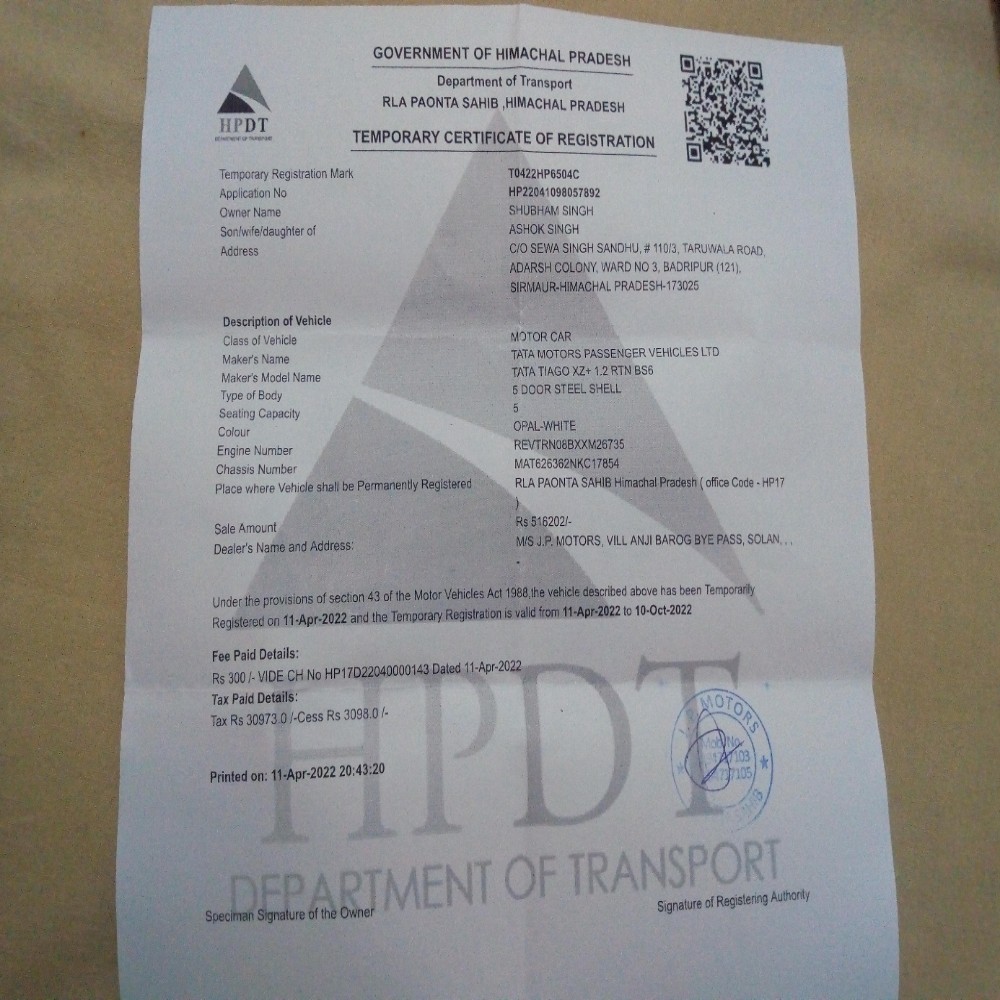 GOVERNMENT OF HIMACHAL PRADESH
Department of Transport
RLA PAONTA SAHIB ,HIMACHAL PRADESH
HPDT
DEPARTMENT OF TRANSPORT
TEMPORARY CERTIFICATE OF REGISTRATION
Temporary Registration Mark T0422HP6504C
Application No HP22041098057892
Owner Name SHUBHAM SINGH
Son/wife/daughter of ASHOK SINGH
Address C/O SEWA SINGH SANDHU, # 110/3, TARUWALA ROAD,
ADARSH COLONY, WARD NO 3, BADRIPUR (121),
SIRMAUR-HIMACHAL PRADESH-173025
Description of Vehicle
Class of Vehicle MOTOR CAR
Maker's Name TATA MOTORS PASSENGER VEHICLES LTD
Maker's Model Name TATA TIAGO XZ+ 1.2 RTN BS6
Type of Body 5 DOOR STEEL SHELL
Seating Capacity 5
Colour OPAL-WHITE
Engine Number REVTRN08BXXM26735
Chassis Number MAT626362NKC17854
Place where Vehicle shall be Permanently Registered RLA PAONTA SAHIB Himachal Pradesh ( office Code - HP17
)
Sale Amount Rs 516202/-
Dealer's Name and Address: M/S J.P. MOTORS, VILL ANJI BAROG BYE PASS, SOLAN, , ,
-
Under the provisions of section 43 of the Motor Vehicles Act 1988,the vehicle described above has been Temporarily
Registered on 11-Apr-2022 and the Temporary Registration is valid from 11-Apr-2022 to 10-Oct-2022
Fee Paid Details:
Rs 300 /- VIDE CH No HP17D22040000143 Dated 11-Apr-2022
Tax Paid Details:
Tax Rs 30973.0 /-Cess Rs 3098.0 /-
J.P. MOTORS
Mob. No.
Printed on: 11-Apr-2022 20:43:20
HPDT
DEPARTMENT OF TRANSPORT
Speciman Signature of the Owner
Signature of Registering Authority